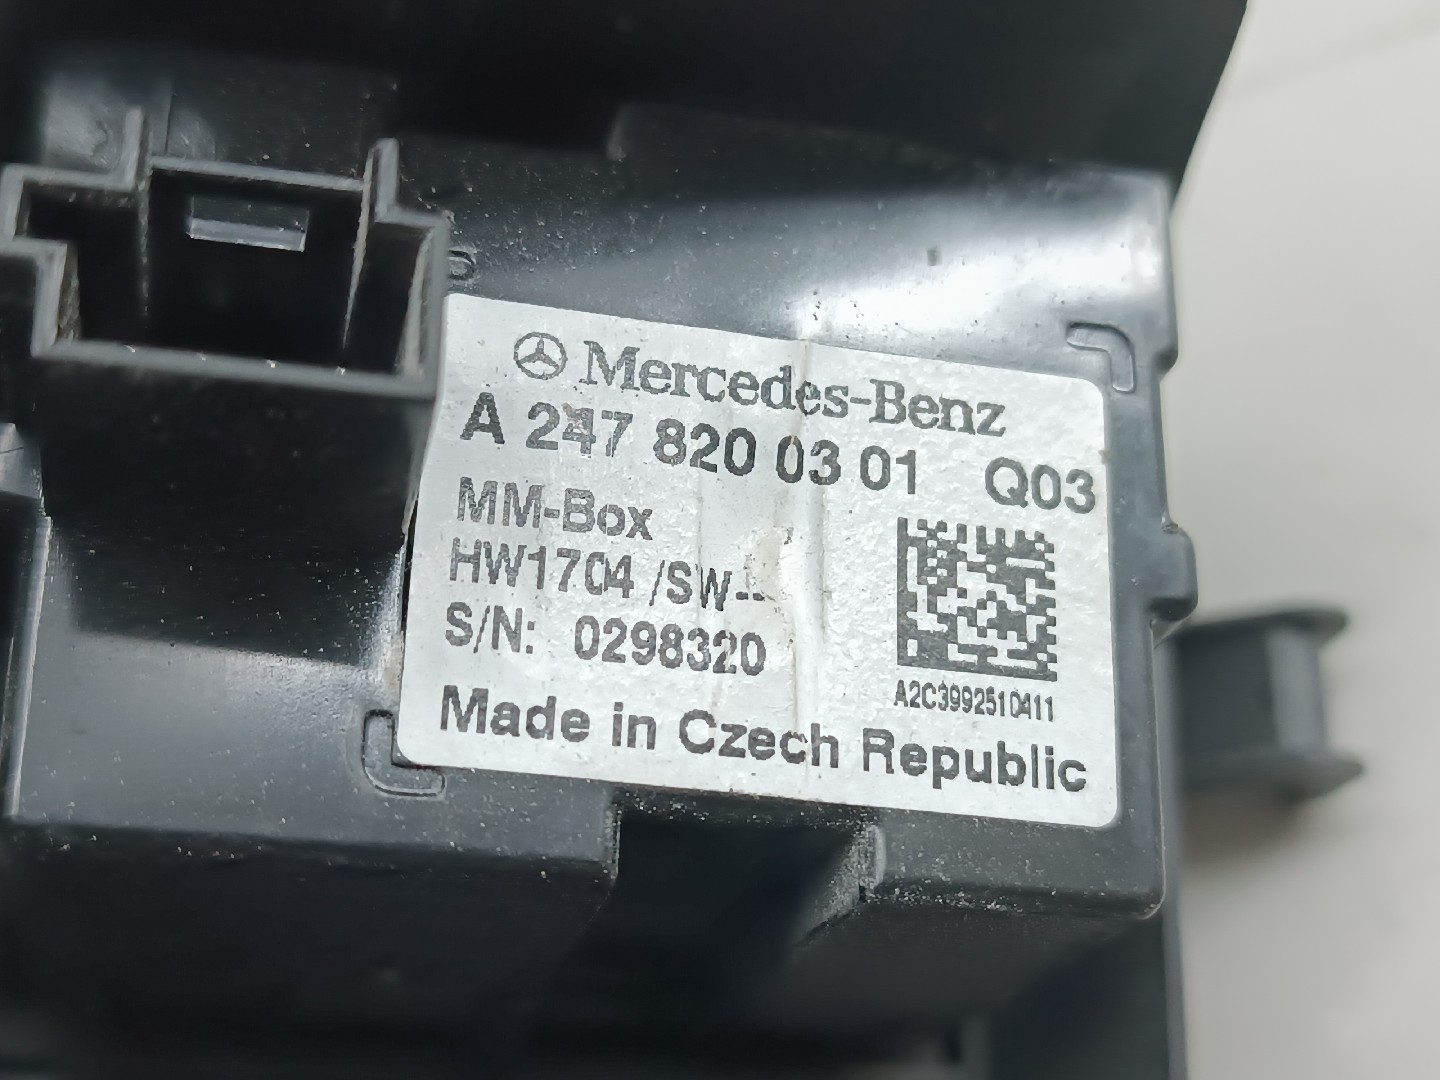 Mercedes-Benz
A 247 820 03 01 Q03
MM-Box
HW1704 /SW--
S/N: 0298320
A2C3992510411
Made in Czech Republic